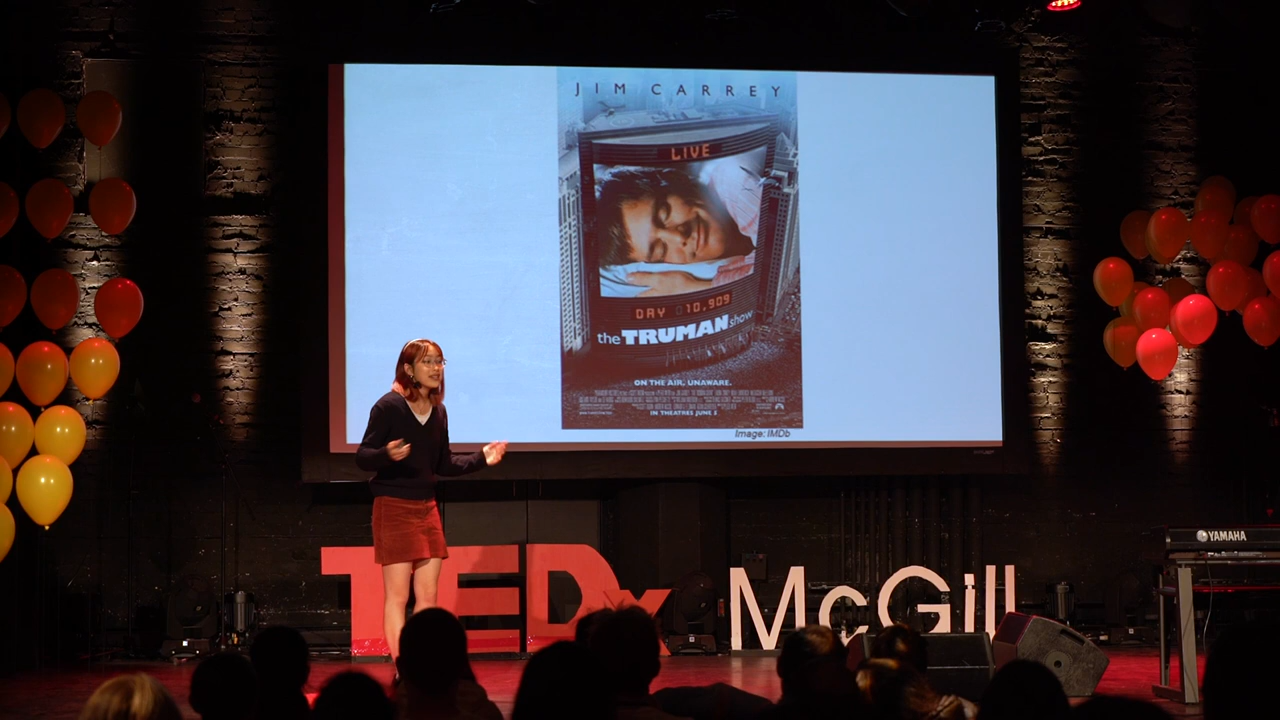 JIM CARREY
LIVE
DAY 10,909
the TRUMAN show
ON THE AIR. UNAWARE.
IN THEATRES JUNE 5
Image: IMDb
YAMAHA
TEDx McGill